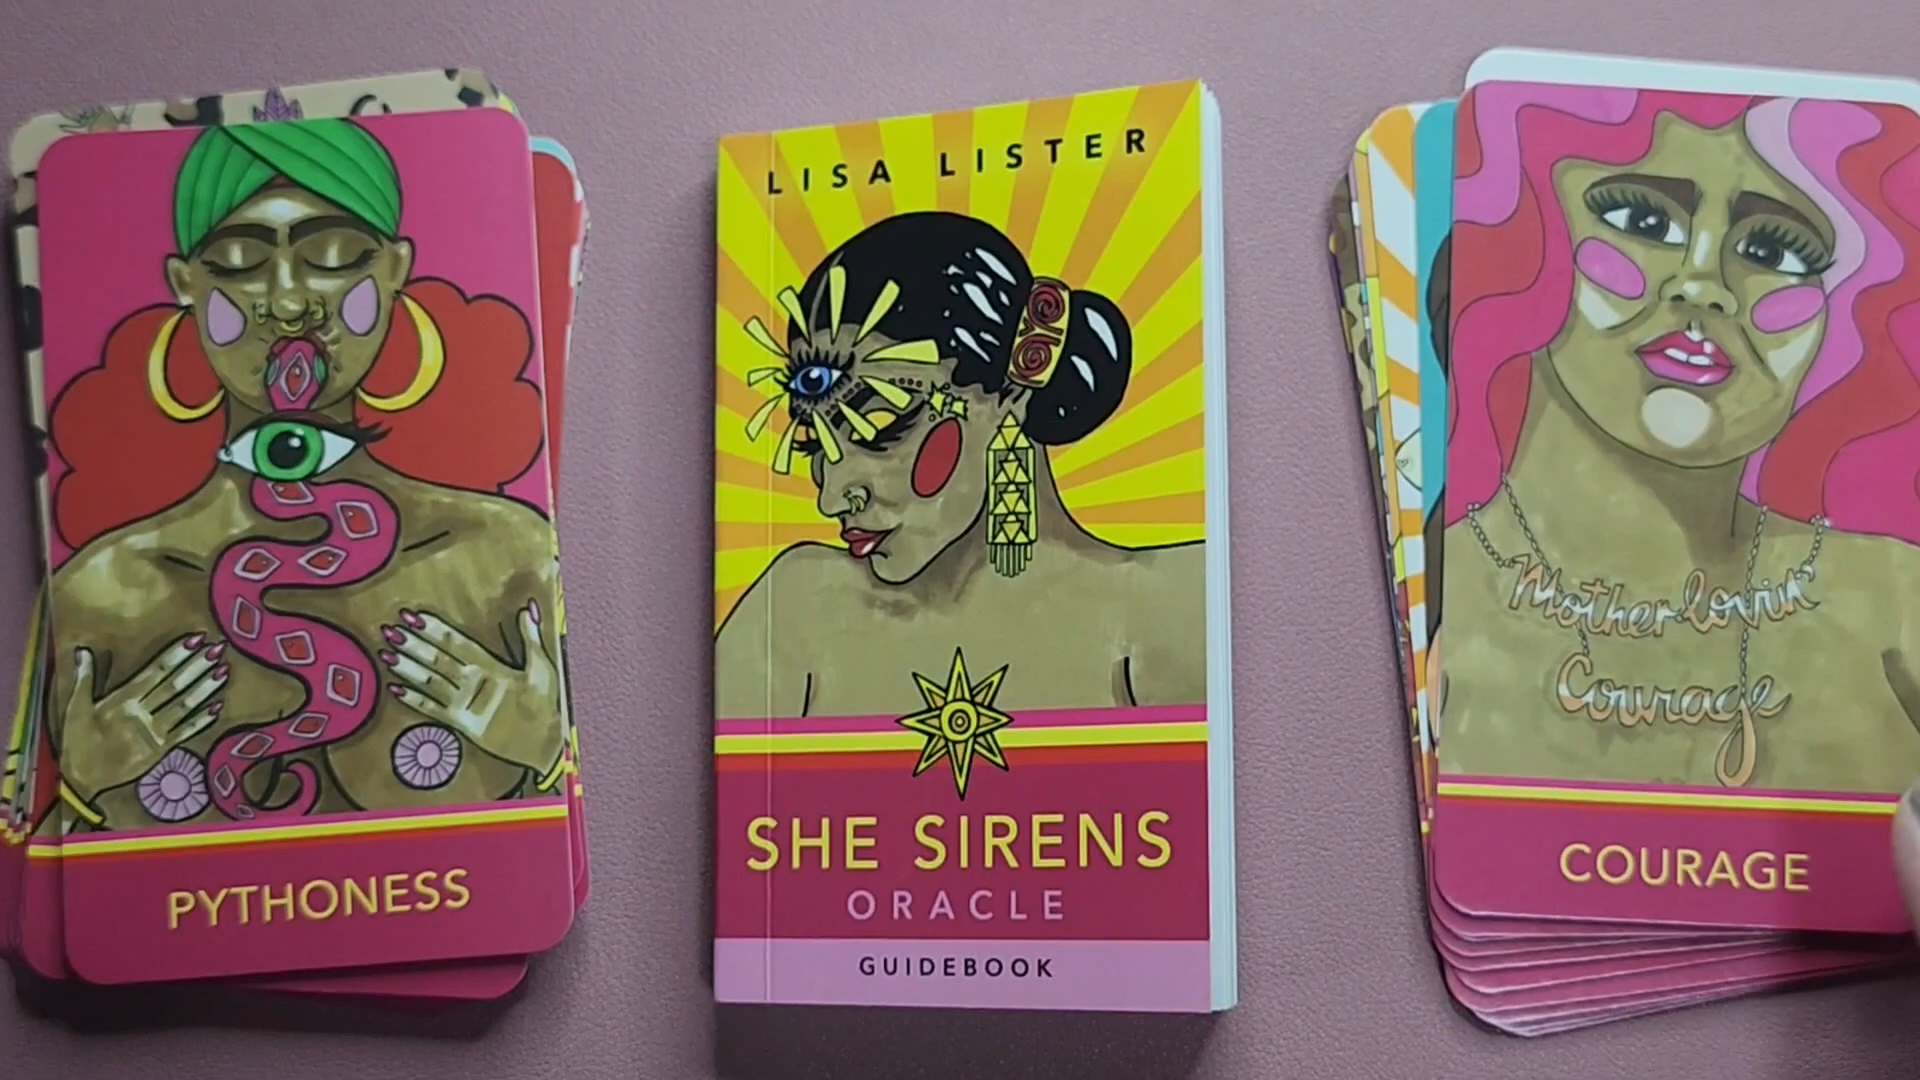 PYTHONESS
LISA LISTER
SHE SIRENS
ORACLE
GUIDEBOOK
Motherlovin'
Courage
COURAGE